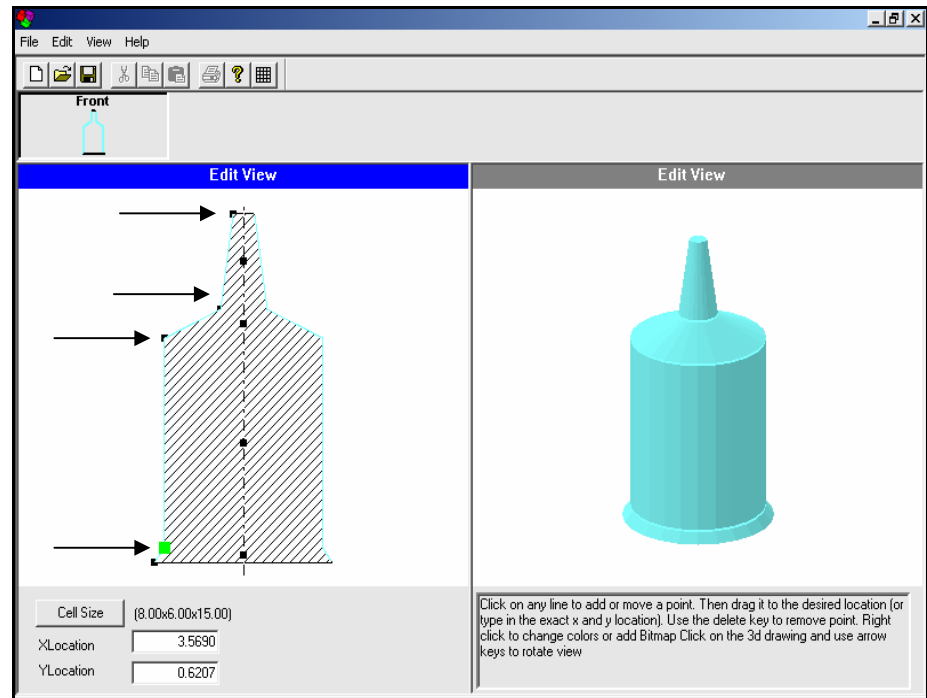 File Edit View Help
Front
Edit View
Edit View
Cell Size (8.00x6.00x15.00)
XLocation 3.5690
YLocation 0.6207
Click on any line to add or move a point. Then drag it to the desired location (or
type in the exact x and y location). Use the delete key to remove point. Right
click to change colors or add Bitmap Click on the 3d drawing and use arrow
keys to rotate view